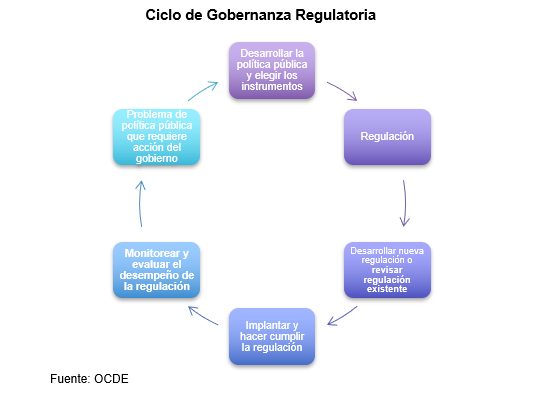 Ciclo de Gobernanza Regulatoria
Desarrollar la
política pública
y elegir los
instrumentos
Regulación
Desarrollar nueva
regulación o
revisar
regulación
existente
Implantar y
hacer cumplir
la regulación
Monitorear y
evaluar el
desempeño de
la regulación
Problema de
política pública
que requiere
acción del
gobierno
Fuente: OCDE